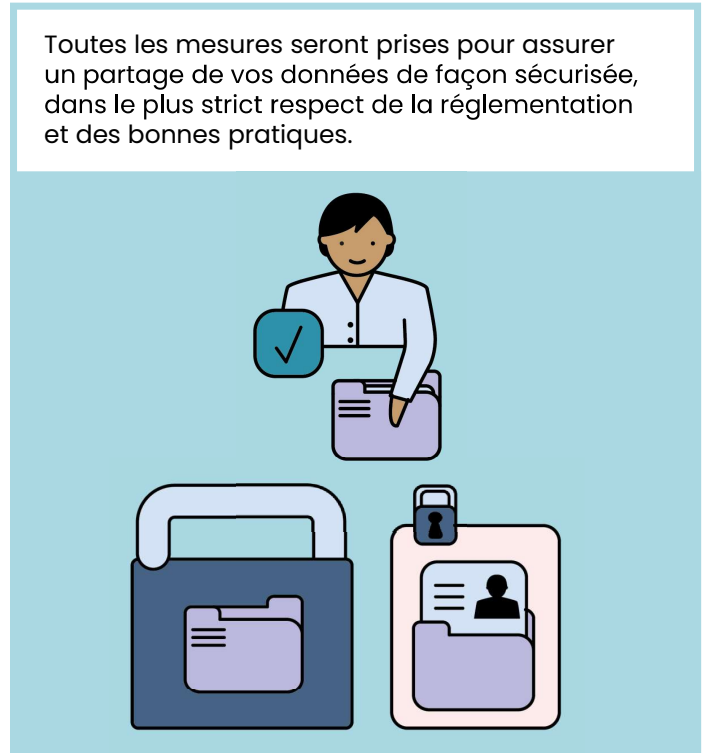 Toutes les mesures seront prises pour assurer
un partage de vos données de façon sécurisée,
dans le plus strict respect de la réglementation
et des bonnes pratiques.